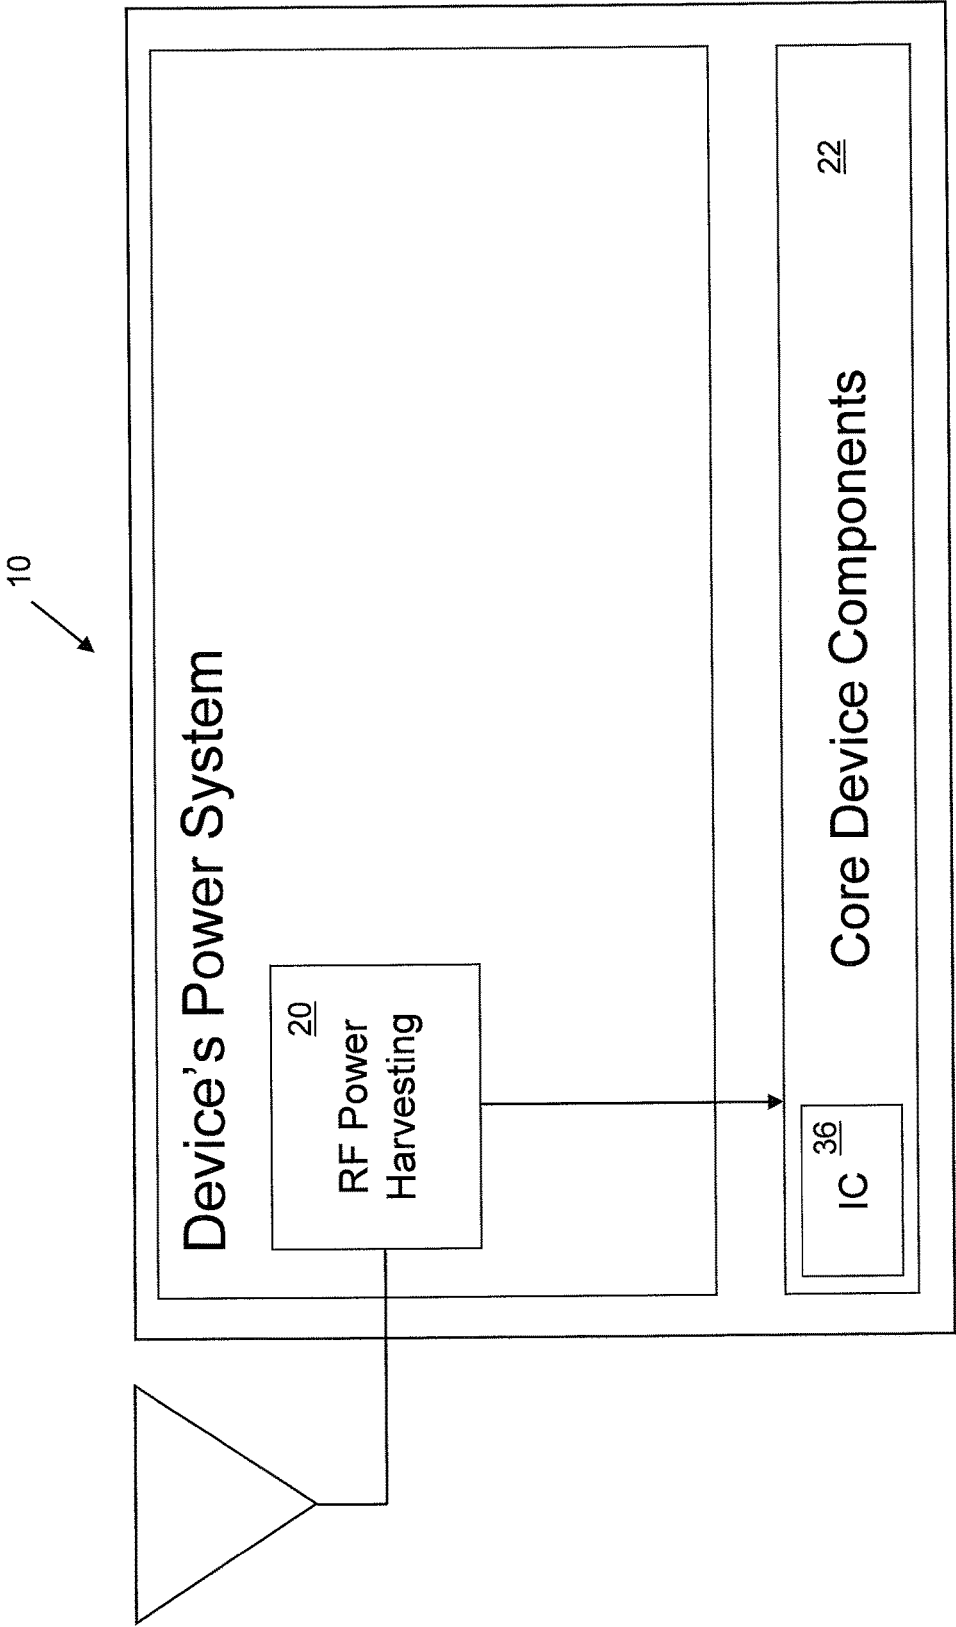 10
Device's Power System
20
RF Power
Harvesting
36
IC
Core Device Components
22